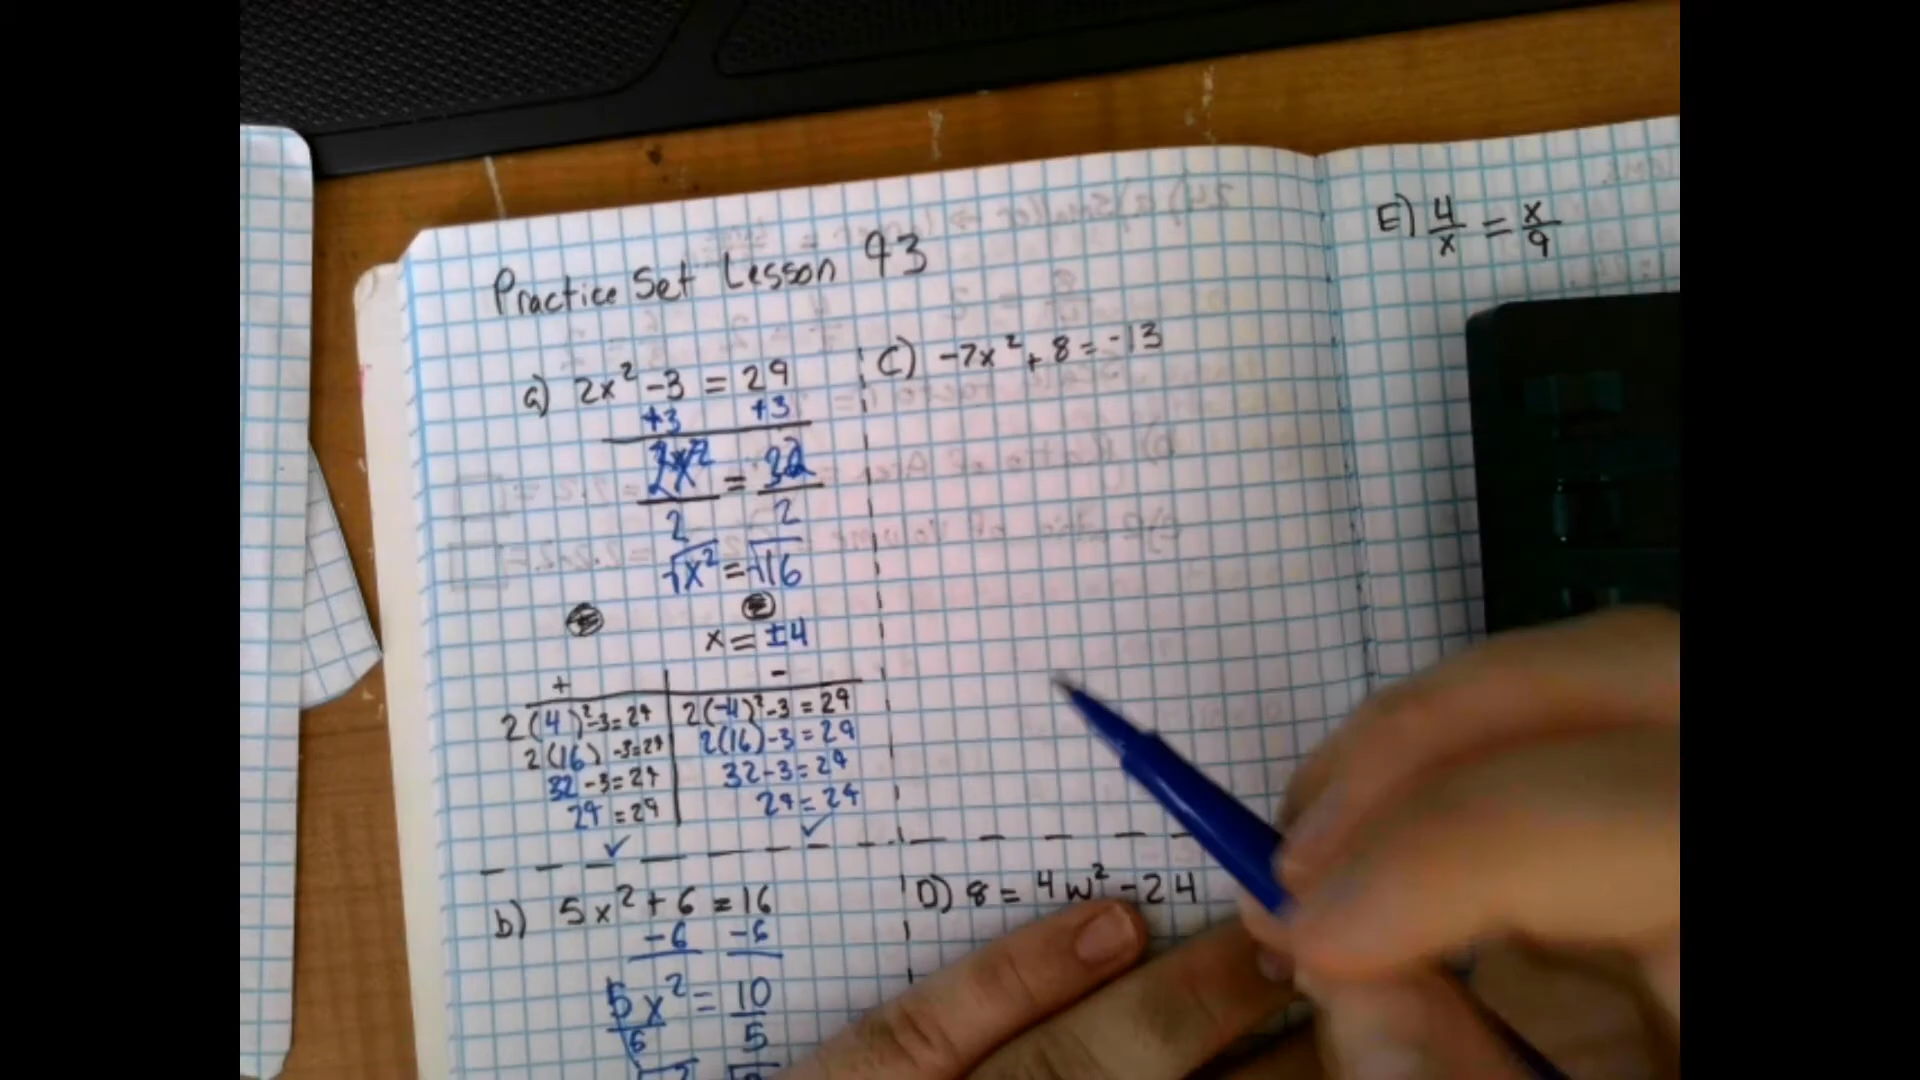 Practice Set Lesson 93
a) 2x² -3 = 29
+3 +3
2x² = 32
2 2
√x² = √16
x = ±4
+ -
2(4)²-3=29
2(16) -3=29
32 -3=29
29 = 29
✓
2(-4)²-3=29
2(16)-3=29
32-3=29
29=29
✓
b) 5x²+6=16
-6 -6
5x² = 10
5 5
C) -7x²+8=-13
D) 8 = 4w²-24
E) 4/x = x/9